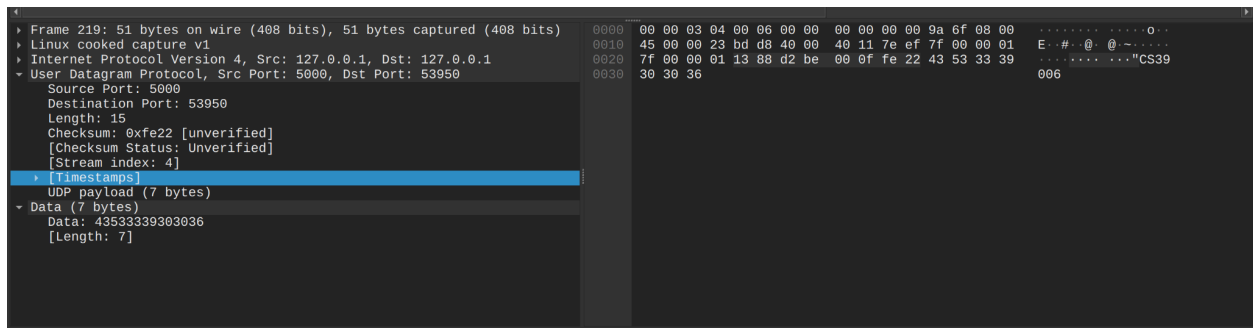 Frame 219: 51 bytes on wire (408 bits), 51 bytes captured (408 bits)
Linux cooked capture v1
Internet Protocol Version 4, Src: 127.0.0.1, Dst: 127.0.0.1
User Datagram Protocol, Src Port: 5000, Dst Port: 53950
Source Port: 5000
Destination Port: 53950
Length: 15
Checksum: 0xfe22 [unverified]
[Checksum Status: Unverified]
[Stream index: 4]
[Timestamps]
UDP payload (7 bytes)
Data (7 bytes)
Data: 43533339303036
[Length: 7]
0000 00 00 03 04 00 06 00 00 00 00 00 00 9a 6f 08 00 ········ ·····o··
0010 45 00 00 23 bd d8 40 00 40 11 7e ef 7f 00 00 01 E··#··@· @·~·····
0020 7f 00 00 01 13 88 d2 be 00 0f fe 22 43 53 33 39 ········ ···"CS39
0030 30 30 36 006